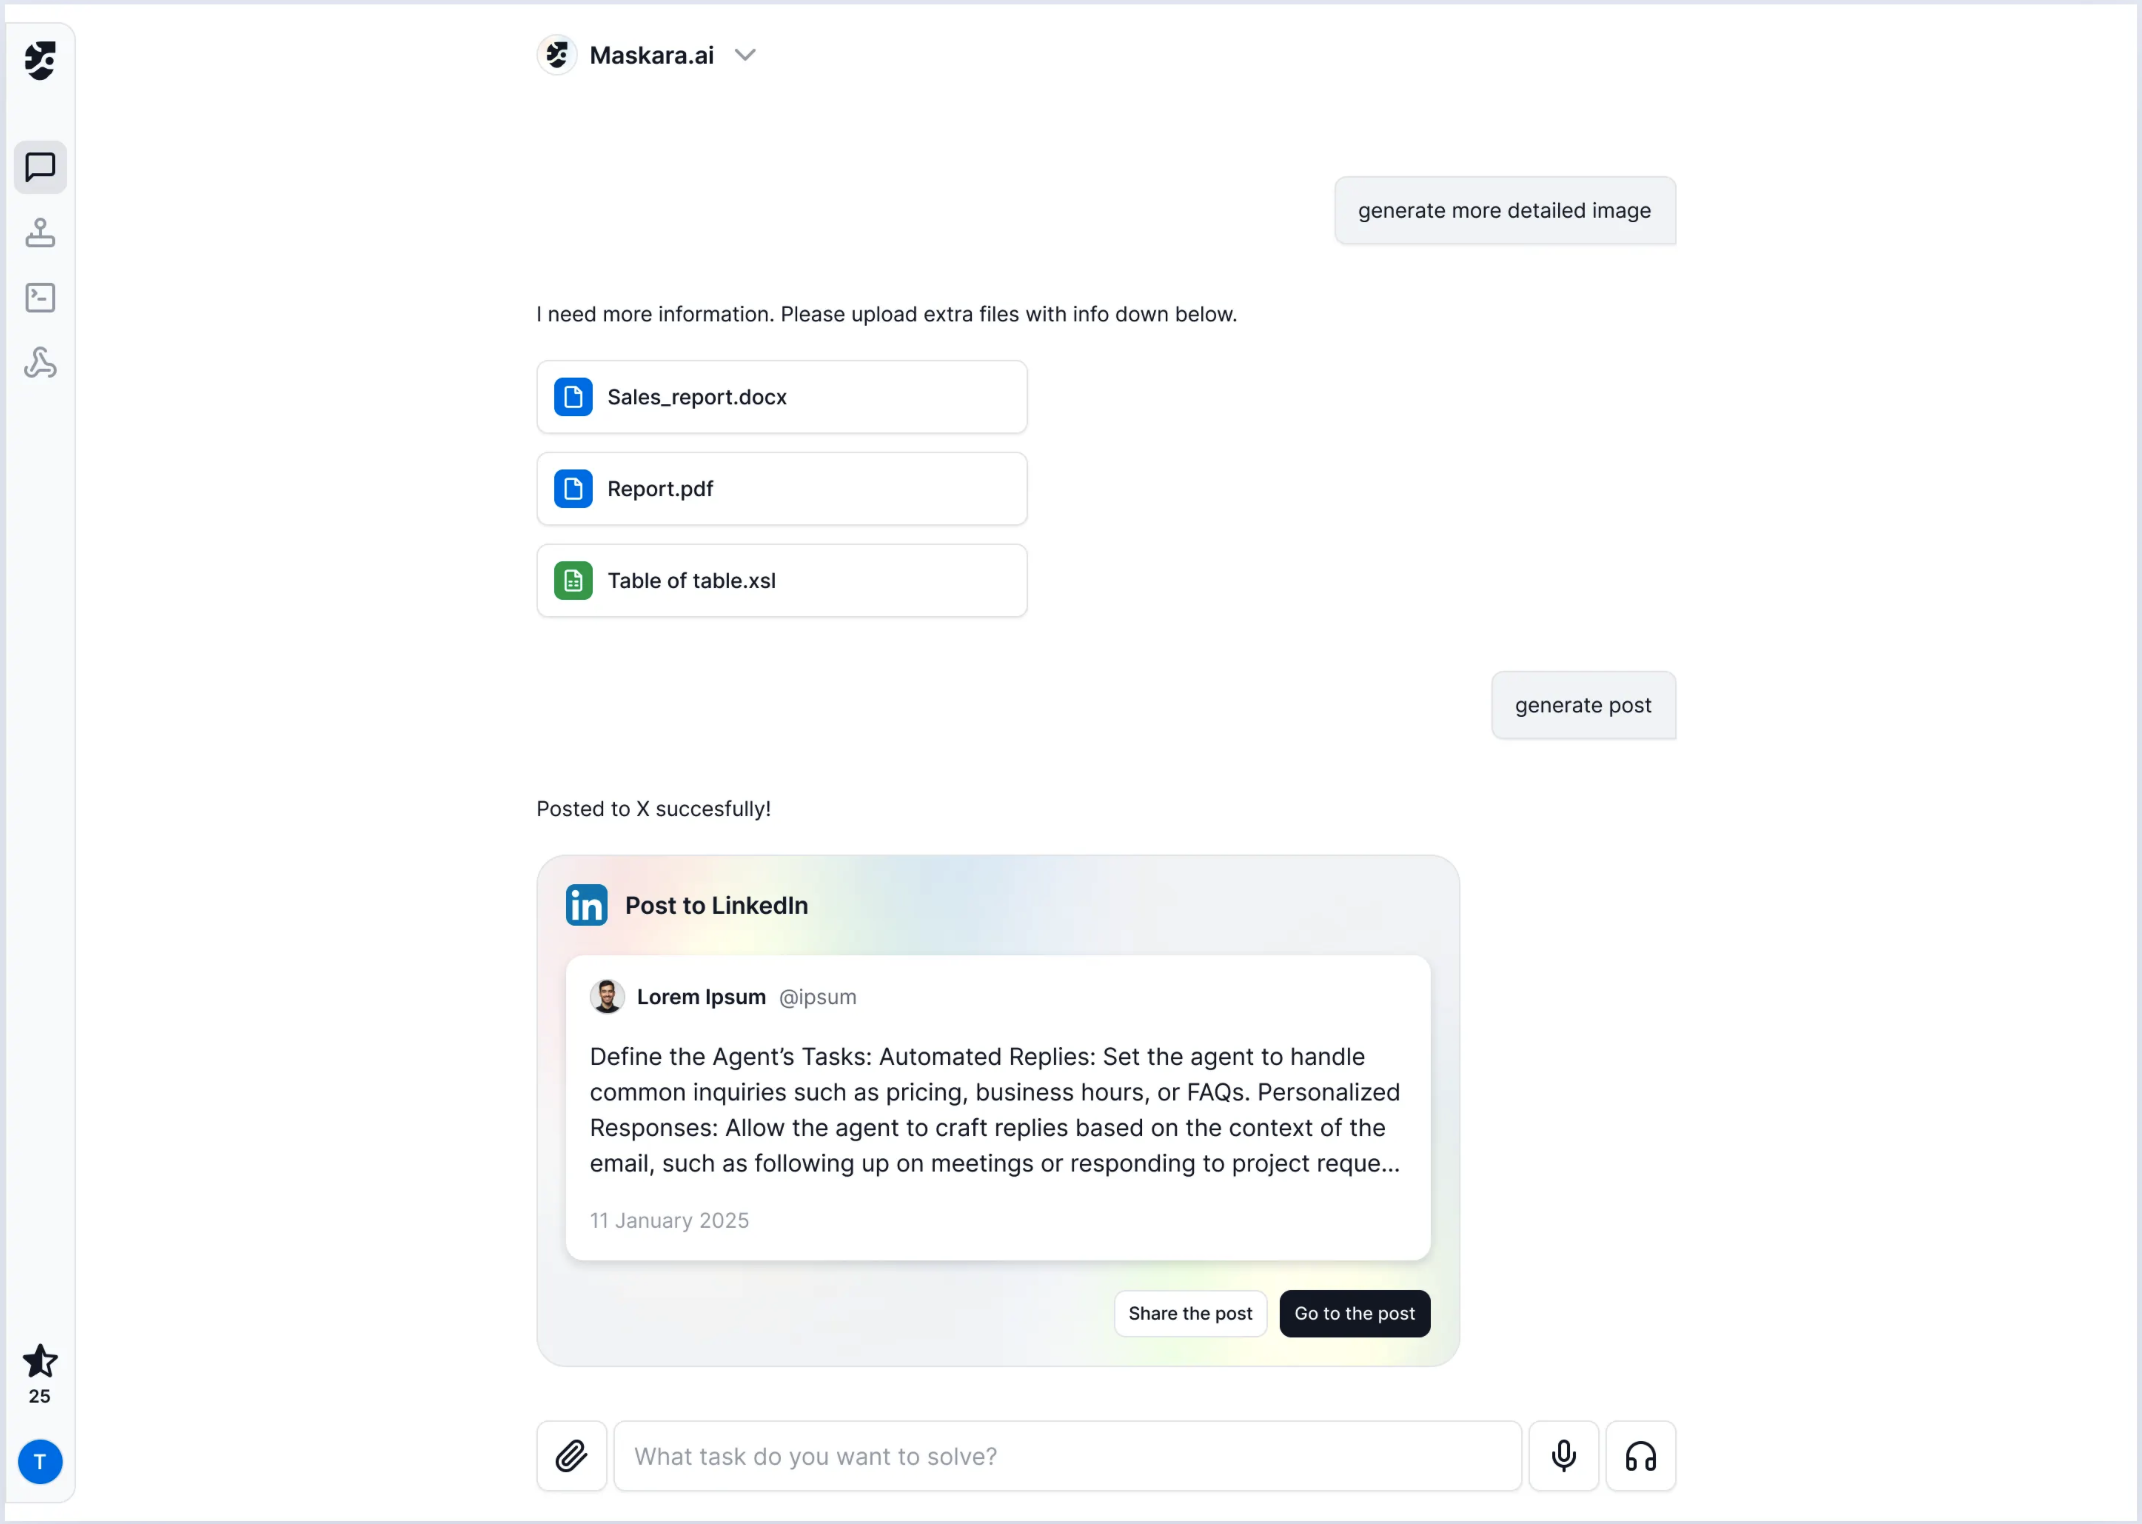 Maskara.ai
generate more detailed image
I need more information. Please upload extra files with info down below.
Sales_report.docx
Report.pdf
Table of table.xsl
generate post
Posted to X succesfully!
in Post to LinkedIn
Lorem Ipsum @ipsum
Define the Agent’s Tasks: Automated Replies: Set the agent to handle
common inquiries such as pricing, business hours, or FAQs. Personalized
Responses: Allow the agent to craft replies based on the context of the
email, such as following up on meetings or responding to project reque...
11 January 2025
Share the post Go to the post
25
T
What task do you want to solve?